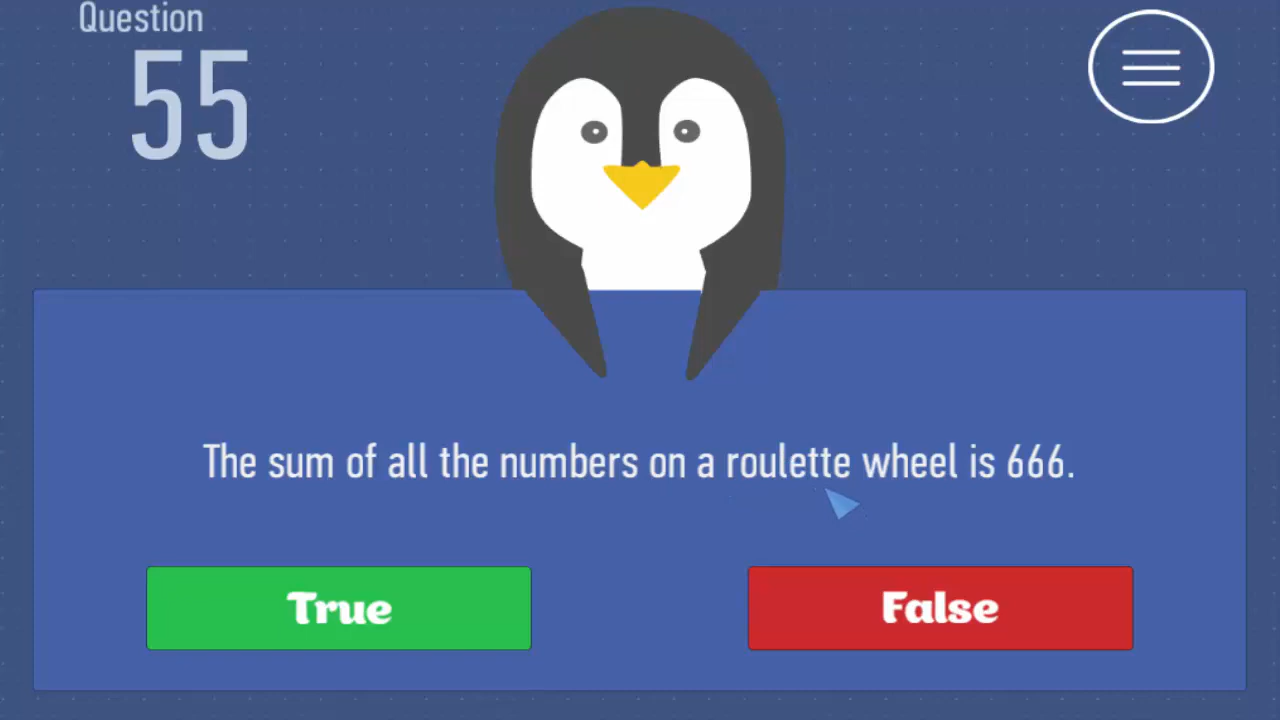 Question
55
The sum of all the numbers on a roulette wheel is 666.
True
False